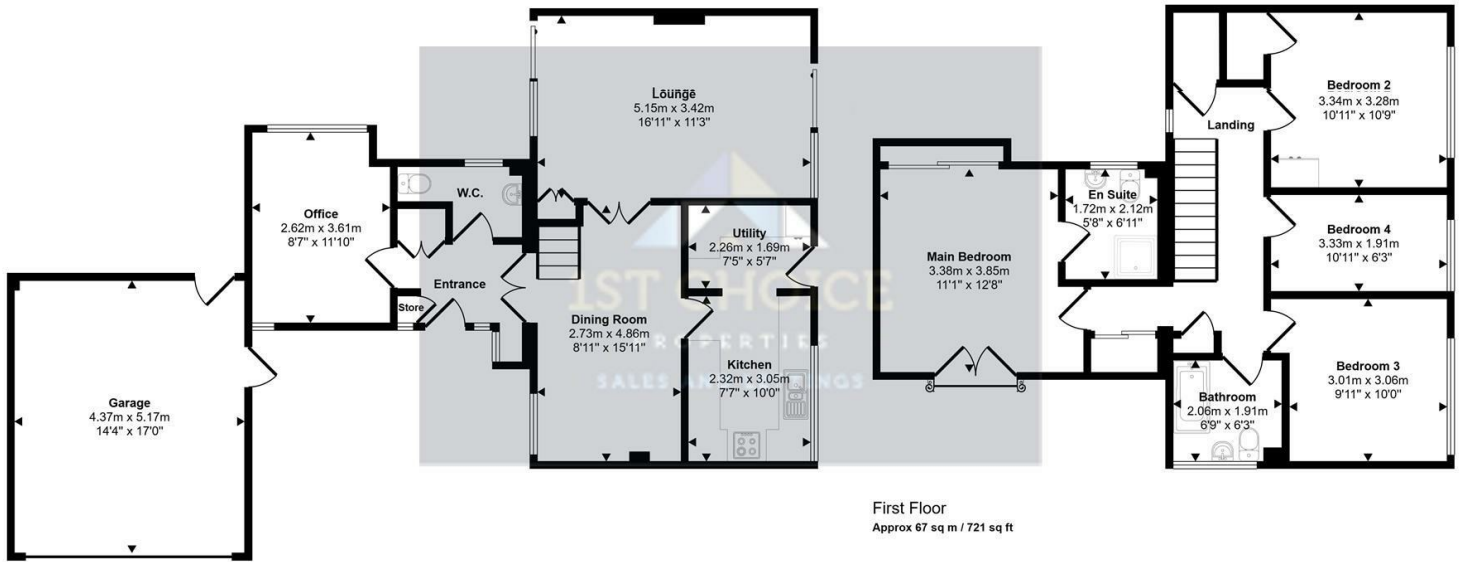 Lounge
5.15m x 3.42m
16'11" x 11'3"
Office
2.62m x 3.61m
8'7" x 11'10"
W.C.
Entrance
Store
Utility
2.26m x 1.69m
7'5" x 5'7"
Dining Room
2.73m x 4.86m
8'11" x 15'11"
Kitchen
2.32m x 3.05m
7'7" x 10'0"
Garage
4.37m x 5.17m
14'4" x 17'0"
1ST CHOICE
PROPERTIES
SALES AND LETTINGS
Main Bedroom
3.38m x 3.85m
11'1" x 12'8"
En Suite
1.72m x 2.12m
5'8" x 6'11"
Landing
Bedroom 2
3.34m x 3.28m
10'11" x 10'9"
Bedroom 4
3.33m x 1.91m
10'11" x 6'3"
Bedroom 3
3.01m x 3.06m
9'11" x 10'0"
Bathroom
2.06m x 1.91m
6'9" x 6'3"
First Floor
Approx 67 sq m / 721 sq ft